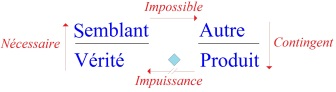 Impossible
Nécessaire Semblant Autre Contingent
Vérité Produit
Impuissance